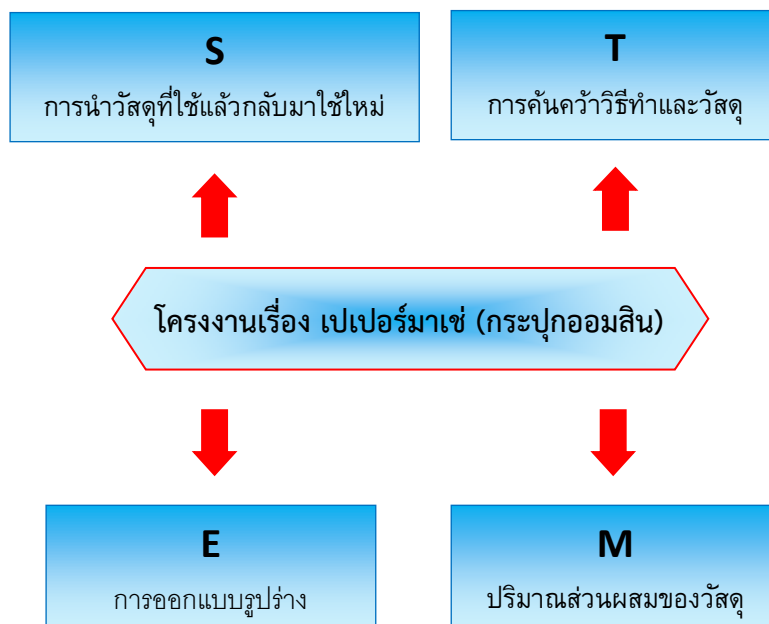 S
การนำวัสดุที่ใช้แล้วกลับมาใช้ใหม่
T
การค้นคว้าวิธีทำและวัสดุ
โครงงานเรื่อง เปเปอร์มาเช่ (กระปุกออมสิน)
E
การออกแบบรูปร่าง
M
ปริมาณส่วนผสมของวัสดุ